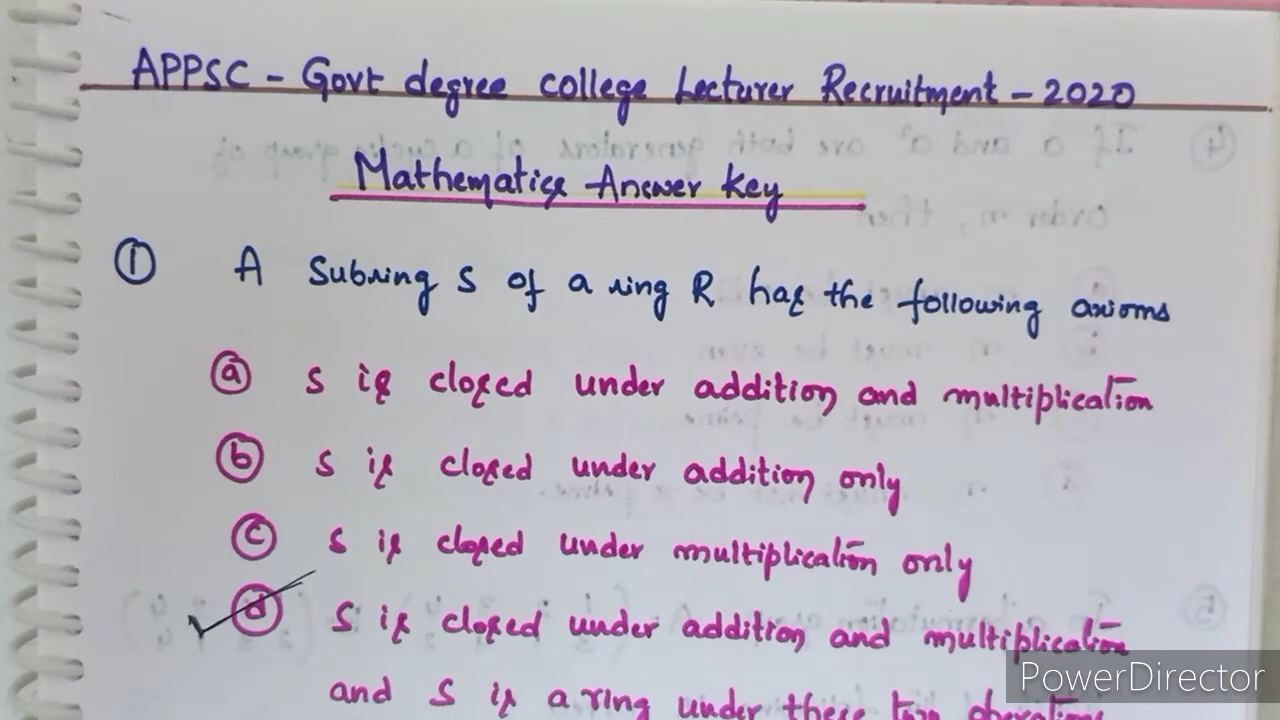 APPSC - Govt degree college Lecturer Recruitment - 2020
Mathematics Answer Key
① A Subring S of a ring R has the following axioms
ⓐ S is closed under addition and multiplication
ⓑ S is closed under addition only
ⓒ S is closed under multiplication only
ⓓ S is closed under addition and multiplication
and S is a ring under these two operations
PowerDirector